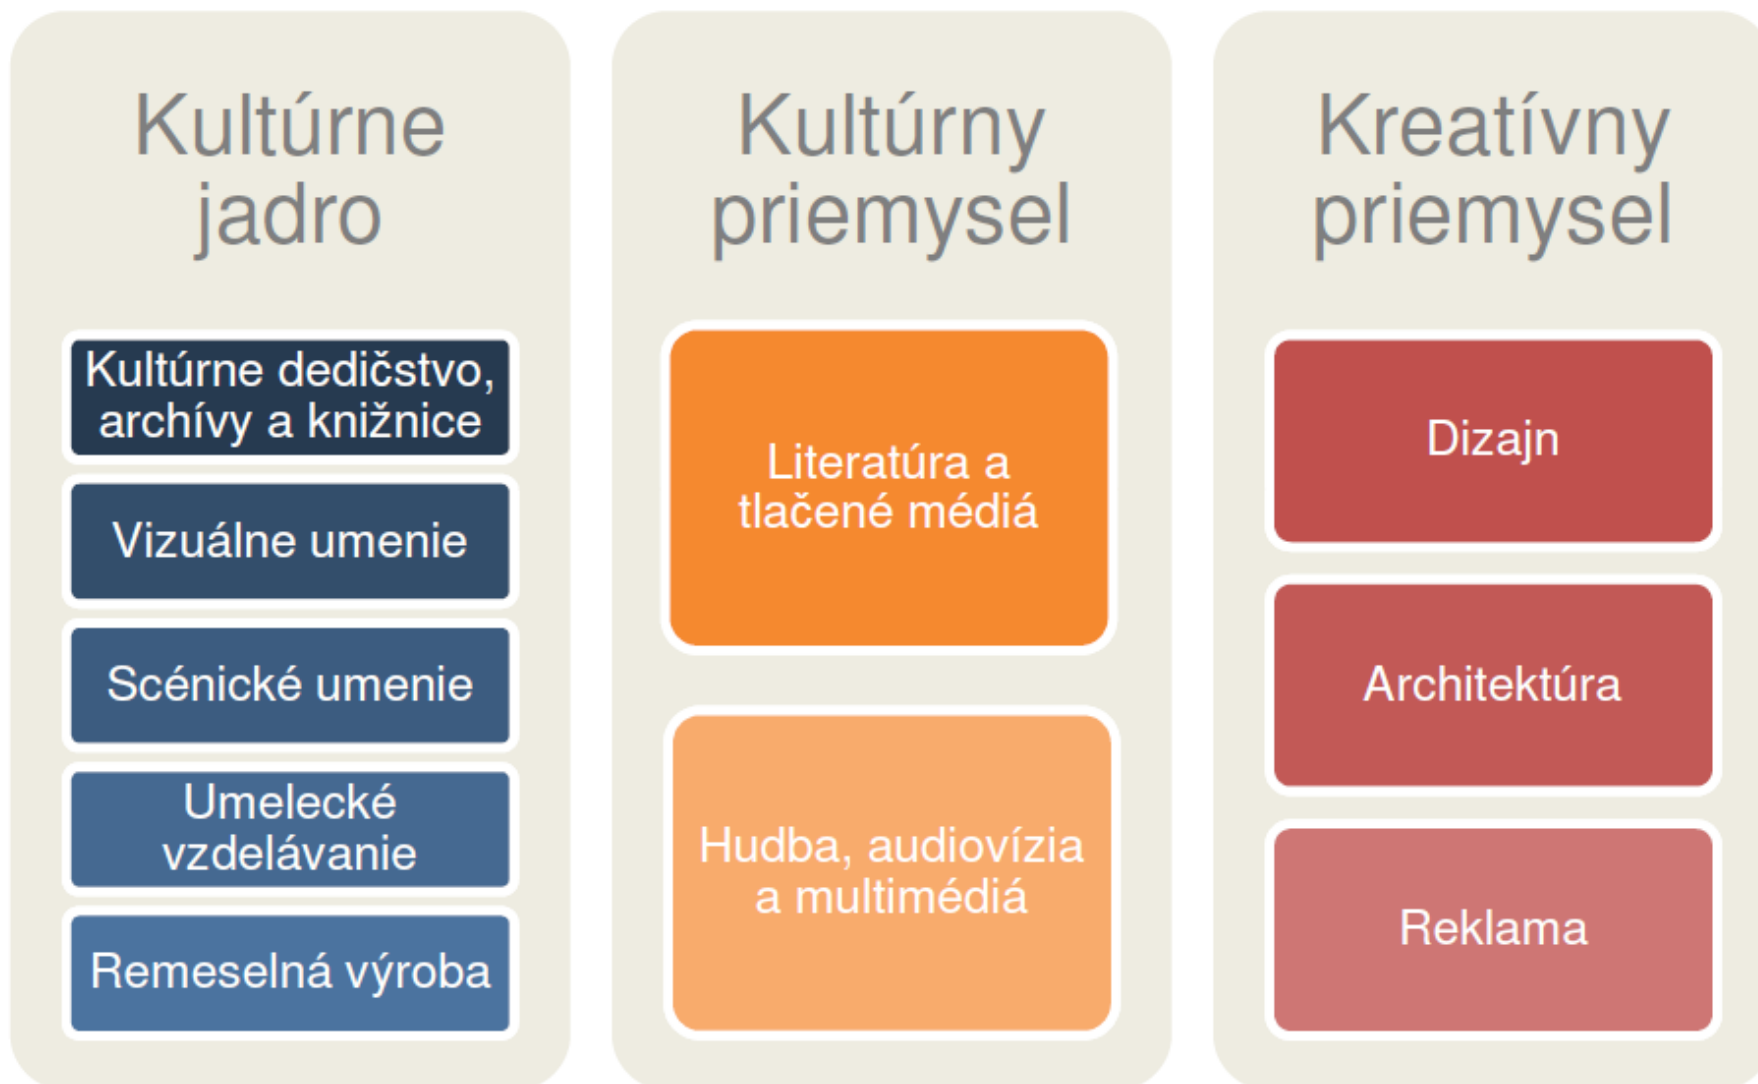 Kultúrne
jadro
Kultúrne dedičstvo,
archívy a knižnice
Vizuálne umenie
Scénické umenie
Umelecké
vzdelávanie
Remeselná výroba
Kultúrny
priemysel
Literatúra a
tlačené médiá
Hudba, audiovízia
a multimédiá
Kreatívny
priemysel
Dizajn
Architektúra
Reklama